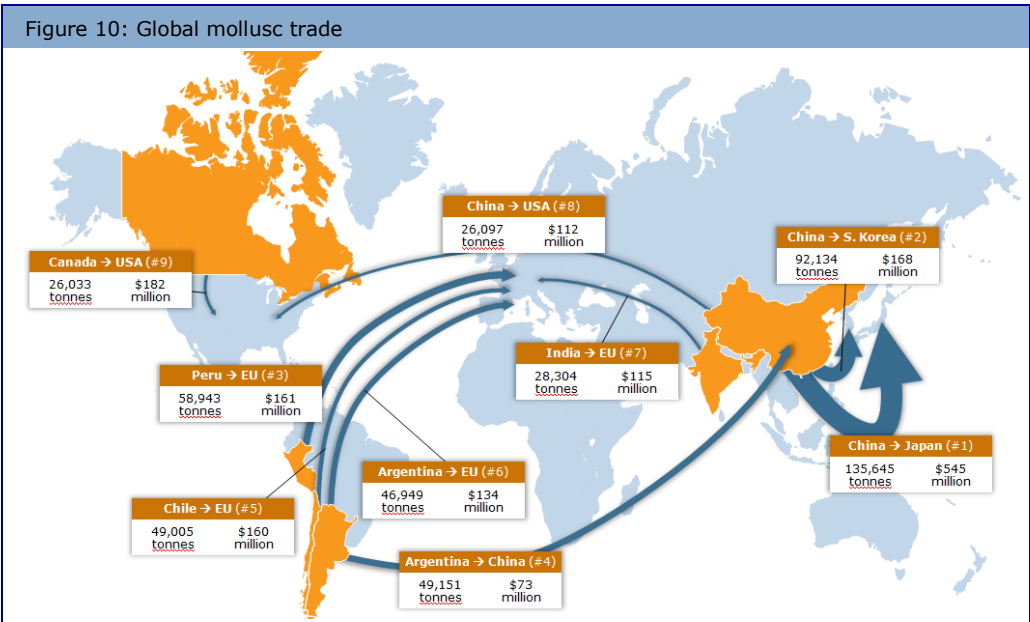 Figure 10: Global mollusc trade
China → USA (#8)
26,097 $112
tonnes million
China → S. Korea (#2)
92,134 $168
tonnes million
Canada → USA (#9)
26,033 $182
tonnes million
India → EU (#7)
28,304 $115
tonnes million
Peru → EU (#3)
58,943 $161
tonnes million
China → Japan (#1)
135,645 $545
tonnes million
Argentina → EU (#6)
46,949 $134
tonnes million
Chile → EU (#5)
49,005 $160
tonnes million
Argentina → China (#4)
49,151 $73
tonnes million